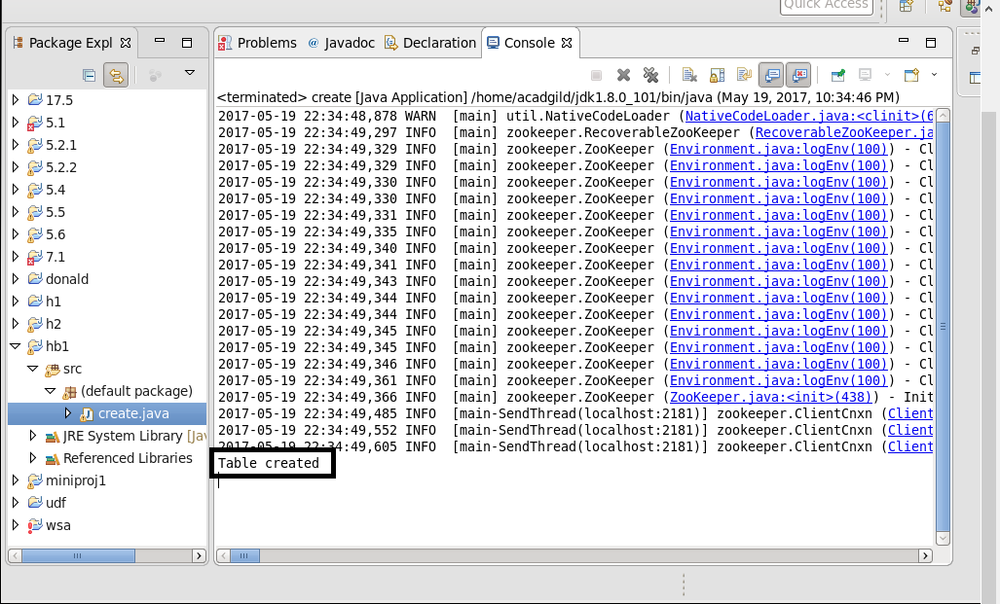 Quick Access
Package Expl
Problems
@ Javadoc
Declaration
Console
<terminated> create [Java Application] /home/acadgild/jdk1.8.0_101/bin/java (May 19, 2017, 10:34:46 PM)
17.5
5.1
5.2.1
5.2.2
5.4
5.5
5.6
7.1
donald
h1
h2
hb1
src
(default package)
create.java
JRE System Library [Jav
Referenced Libraries
miniproj1
udf
wsa
2017-05-19 22:34:48,878 WARN [main] util.NativeCodeLoader (NativeCodeLoader.java:<clinit>(6
2017-05-19 22:34:49,297 INFO [main] zookeeper.RecoverableZooKeeper (RecoverableZooKeeper.ja
2017-05-19 22:34:49,329 INFO [main] zookeeper.ZooKeeper (Environment.java:logEnv(100)) - Cl
2017-05-19 22:34:49,329 INFO [main] zookeeper.ZooKeeper (Environment.java:logEnv(100)) - Cl
2017-05-19 22:34:49,330 INFO [main] zookeeper.ZooKeeper (Environment.java:logEnv(100)) - Cl
2017-05-19 22:34:49,330 INFO [main] zookeeper.ZooKeeper (Environment.java:logEnv(100)) - Cl
2017-05-19 22:34:49,331 INFO [main] zookeeper.ZooKeeper (Environment.java:logEnv(100)) - Cl
2017-05-19 22:34:49,335 INFO [main] zookeeper.ZooKeeper (Environment.java:logEnv(100)) - Cl
2017-05-19 22:34:49,340 INFO [main] zookeeper.ZooKeeper (Environment.java:logEnv(100)) - Cl
2017-05-19 22:34:49,341 INFO [main] zookeeper.ZooKeeper (Environment.java:logEnv(100)) - Cl
2017-05-19 22:34:49,343 INFO [main] zookeeper.ZooKeeper (Environment.java:logEnv(100)) - Cl
2017-05-19 22:34:49,344 INFO [main] zookeeper.ZooKeeper (Environment.java:logEnv(100)) - Cl
2017-05-19 22:34:49,344 INFO [main] zookeeper.ZooKeeper (Environment.java:logEnv(100)) - Cl
2017-05-19 22:34:49,345 INFO [main] zookeeper.ZooKeeper (Environment.java:logEnv(100)) - Cl
2017-05-19 22:34:49,345 INFO [main] zookeeper.ZooKeeper (Environment.java:logEnv(100)) - Cl
2017-05-19 22:34:49,346 INFO [main] zookeeper.ZooKeeper (Environment.java:logEnv(100)) - Cl
2017-05-19 22:34:49,361 INFO [main] zookeeper.ZooKeeper (Environment.java:logEnv(100)) - Cl
2017-05-19 22:34:49,366 INFO [main] zookeeper.ZooKeeper (ZooKeeper.java:<init>(438) - Init
2017-05-19 22:34:49,485 INFO [main-SendThread(localhost:2181)] zookeeper.ClientCnxn (Client
2017-05-19 22:34:49,552 INFO [main-SendThread(localhost:2181)] zookeeper.ClientCnxn (Client
2017-05-19 22:34:49,605 INFO [main-SendThread(localhost:2181)] zookeeper.ClientCnxn (Client
Table created